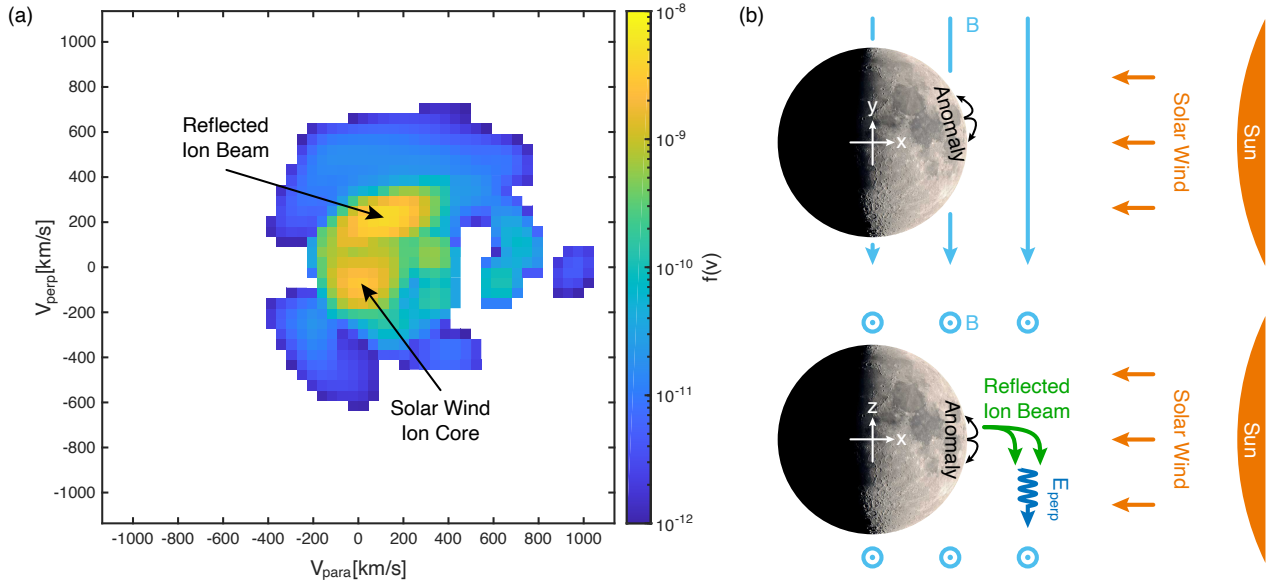 (a)
1000
800
600
400
200
0
-200
-400
-600
-800
-1000
V_perp[km/s]
-1000
-800
-600
-400
-200
0
200
400
600
800
1000
V_para[km/s]
Reflected
Ion Beam
Solar Wind
Ion Core
10^-8
10^-9
10^-10
10^-11
10^-12
f(v)
(b)
B
y
x
Anomaly
Solar Wind
Sun
B
z
x
Anomaly
Reflected
Ion Beam
E_perp
Solar Wind
Sun